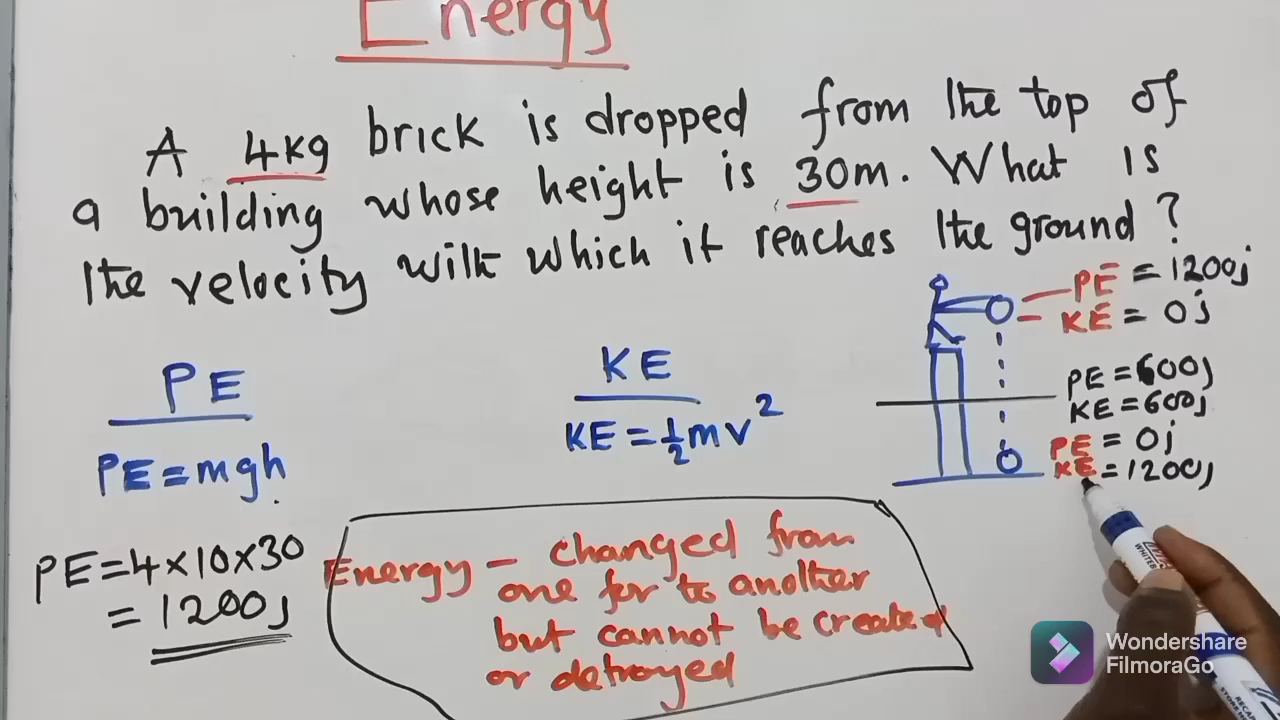 Energy
A 4kg brick is dropped from the top of
a building whose height is 30m. What is
the velocity with which it reaches the ground?
PE = 1200j
KE = 0j
PE = 600j
KE = 600j
PE = 0j
KE = 1200j
PE
PE = mgh
KE
KE = ½mv²
PE = 4×10×30
= 1200j
Energy – changed from
one for to another
but cannot be created
or detroyed
Wondershare
FilmoraGo